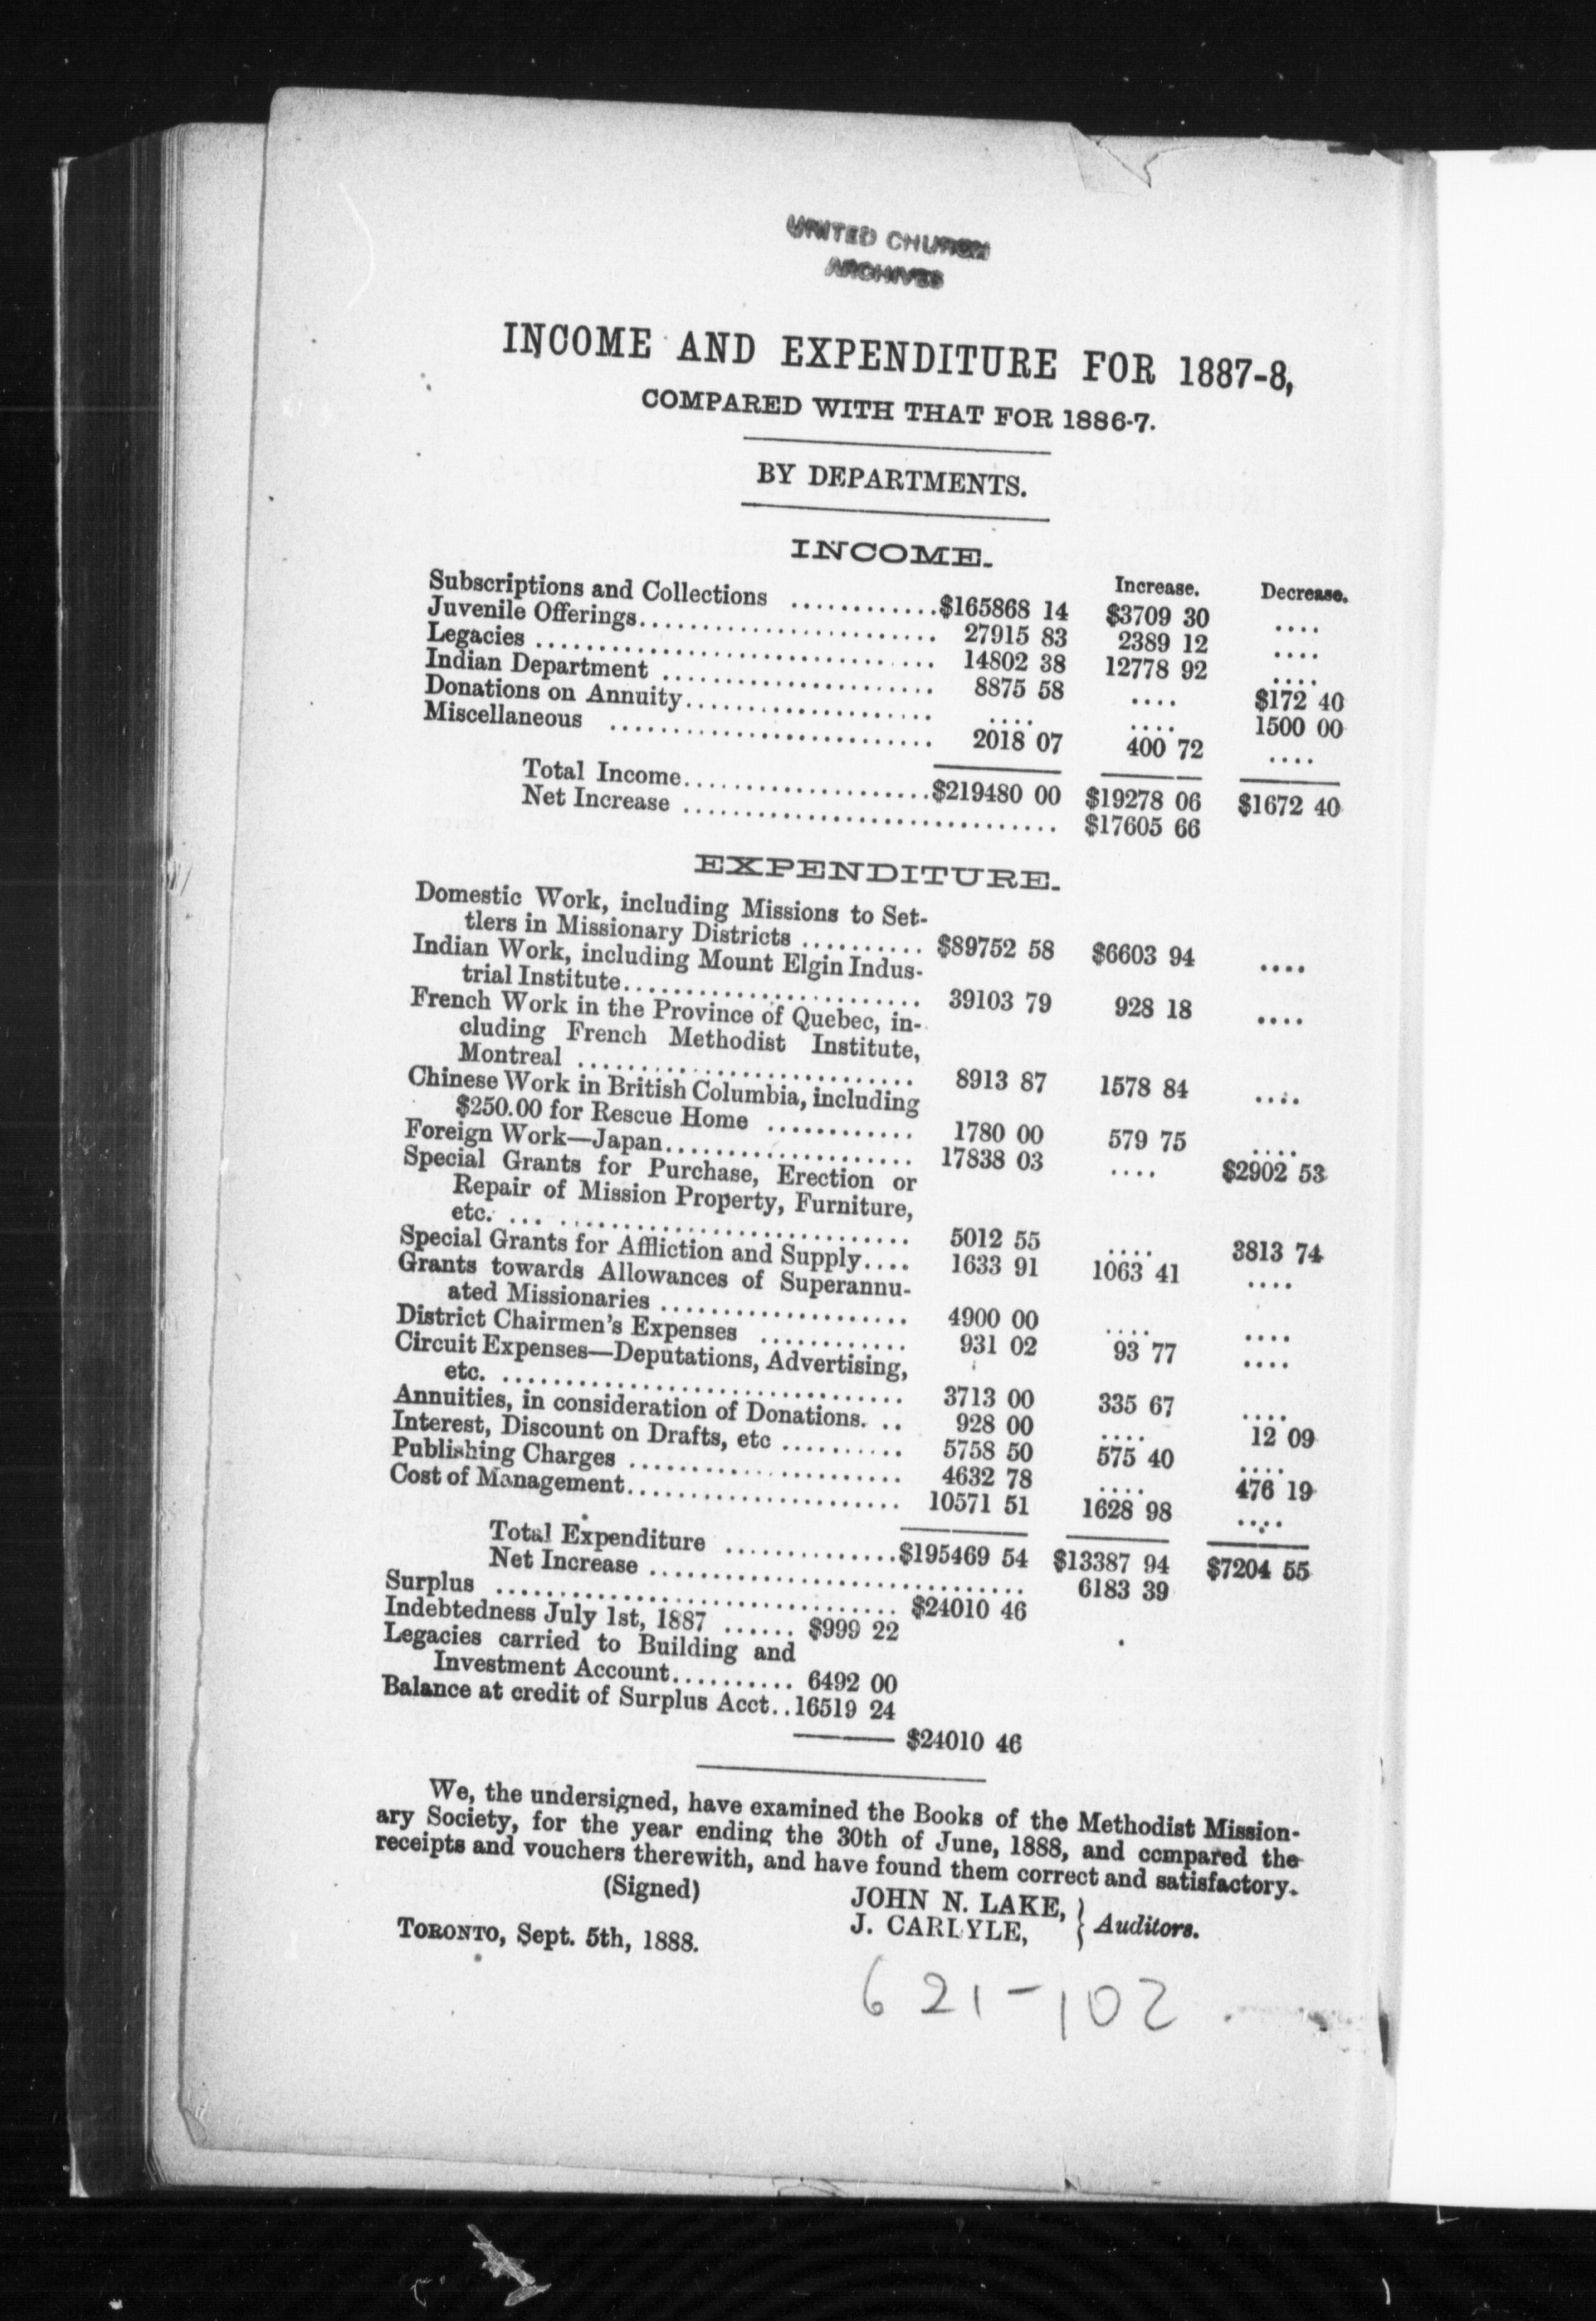 UNITED CHURCH
ARCHIVES
INCOME AND EXPENDITURE FOR 1887-8,
COMPARED WITH THAT FOR 1886-7.
BY DEPARTMENTS.
INCOME.
Increase. Decrease.
Subscriptions and Collections ............$165868 14 $3709 30 ....
Juvenile Offerings........................ 27915 83 2389 12 ....
Legacies ................................ 14802 38 12778 92 ....
Indian Department ...................... 8875 58 .... $172 40
Donations on Annuity.................... .... .... 1500 00
Miscellaneous .......................... 2018 07 400 72 ....
Total Income....................$219480 00 $19278 06 $1672 40
Net Increase .............................. $17605 66
EXPENDITURE.
Domestic Work, including Missions to Set-
tlers in Missionary Districts .......... $89752 58 $6603 94 ....
Indian Work, including Mount Elgin Indus-
trial Institute........................ 39103 79 928 18 ....
French Work in the Province of Quebec, in-
cluding French Methodist Institute,
Montreal ........................... 8913 87 1578 84 ....
Chinese Work in British Columbia, including
$250.00 for Rescue Home ............ 1780 00 579 75 ....
Foreign Work—Japan.................... 17838 03 .... $2902 53
Special Grants for Purchase, Erection or
Repair of Mission Property, Furniture,
etc. ... ............................ 5012 55 .... 3813 74
Special Grants for Affliction and Supply.... 1633 91 1063 41 ....
Grants towards Allowances of Superannu-
ated Missionaries .................... 4900 00 .... ....
District Chairmen's Expenses ............ 931 02 93 77 ....
Circuit Expenses—Deputations, Advertising,
etc. ................................ 3713 00 335 67 ....
Annuities, in consideration of Donations. .. 928 00 .... 12 09
Interest, Discount on Drafts, etc .......... 5758 50 575 40 ....
Publishing Charges ...................... 4632 78 .... 476 19
Cost of Management...................... 10571 51 1628 98 ....
Total Expenditure ..............$195469 54 $13387 94 $7204 55
Net Increase .............................. 6183 39
Surplus ................................ $24010 46
Indebtedness July 1st, 1887 ...... $999 22
Legacies carried to Building and
Investment Account.......... 6492 00
Balance at credit of Surplus Acct..16519 24
$24010 46
We, the undersigned, have examined the Books of the Methodist Mission-
ary Society, for the year ending the 30th of June, 1888, and compared the
receipts and vouchers therewith, and have found them correct and satisfactory.
(Signed) JOHN N. LAKE, } Auditors.
J. CARLYLE,
TORONTO, Sept. 5th, 1888.
621-102